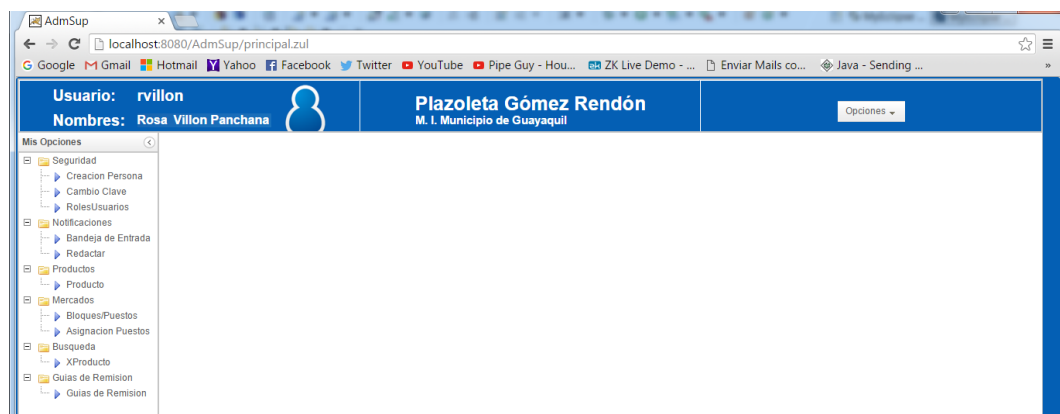 AdmSup
localhost:8080/AdmSup/principal.zul
Google Gmail Hotmail Yahoo Facebook Twitter YouTube Pipe Guy - Hou... ZK Live Demo - ... Enviar Mails co... Java - Sending ... »
Usuario: rvillon
Nombres: Rosa Villon Panchana
Plazoleta Gómez Rendón
M. I. Municipio de Guayaquil
Opciones
Mis Opciones
Seguridad
Creacion Persona
Cambio Clave
RolesUsuarios
Notificaciones
Bandeja de Entrada
Redactar
Productos
Producto
Mercados
Bloques/Puestos
Asignacion Puestos
Busqueda
XProducto
Guias de Remision
Guias de Remision